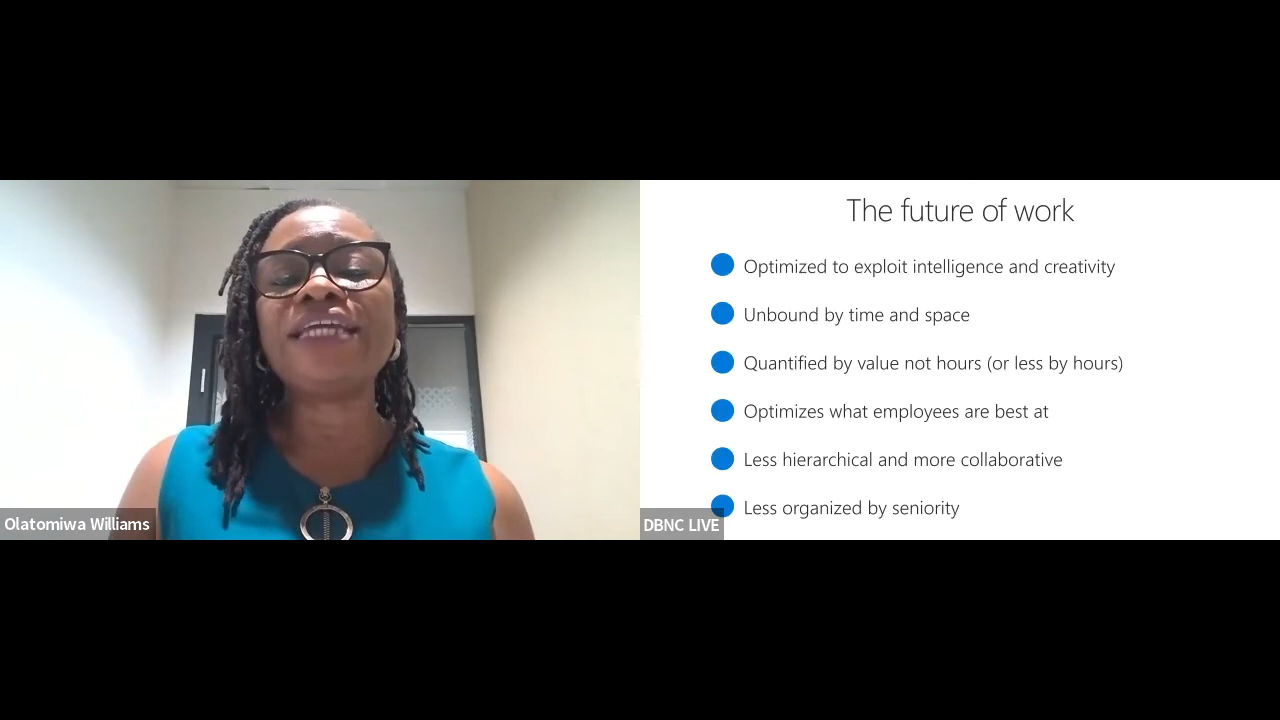 The future of work
Optimized to exploit intelligence and creativity
Unbound by time and space
Quantified by value not hours (or less by hours)
Optimizes what employees are best at
Less hierarchical and more collaborative
Less organized by seniority
Olatomiwa Williams
DBNC LIVE